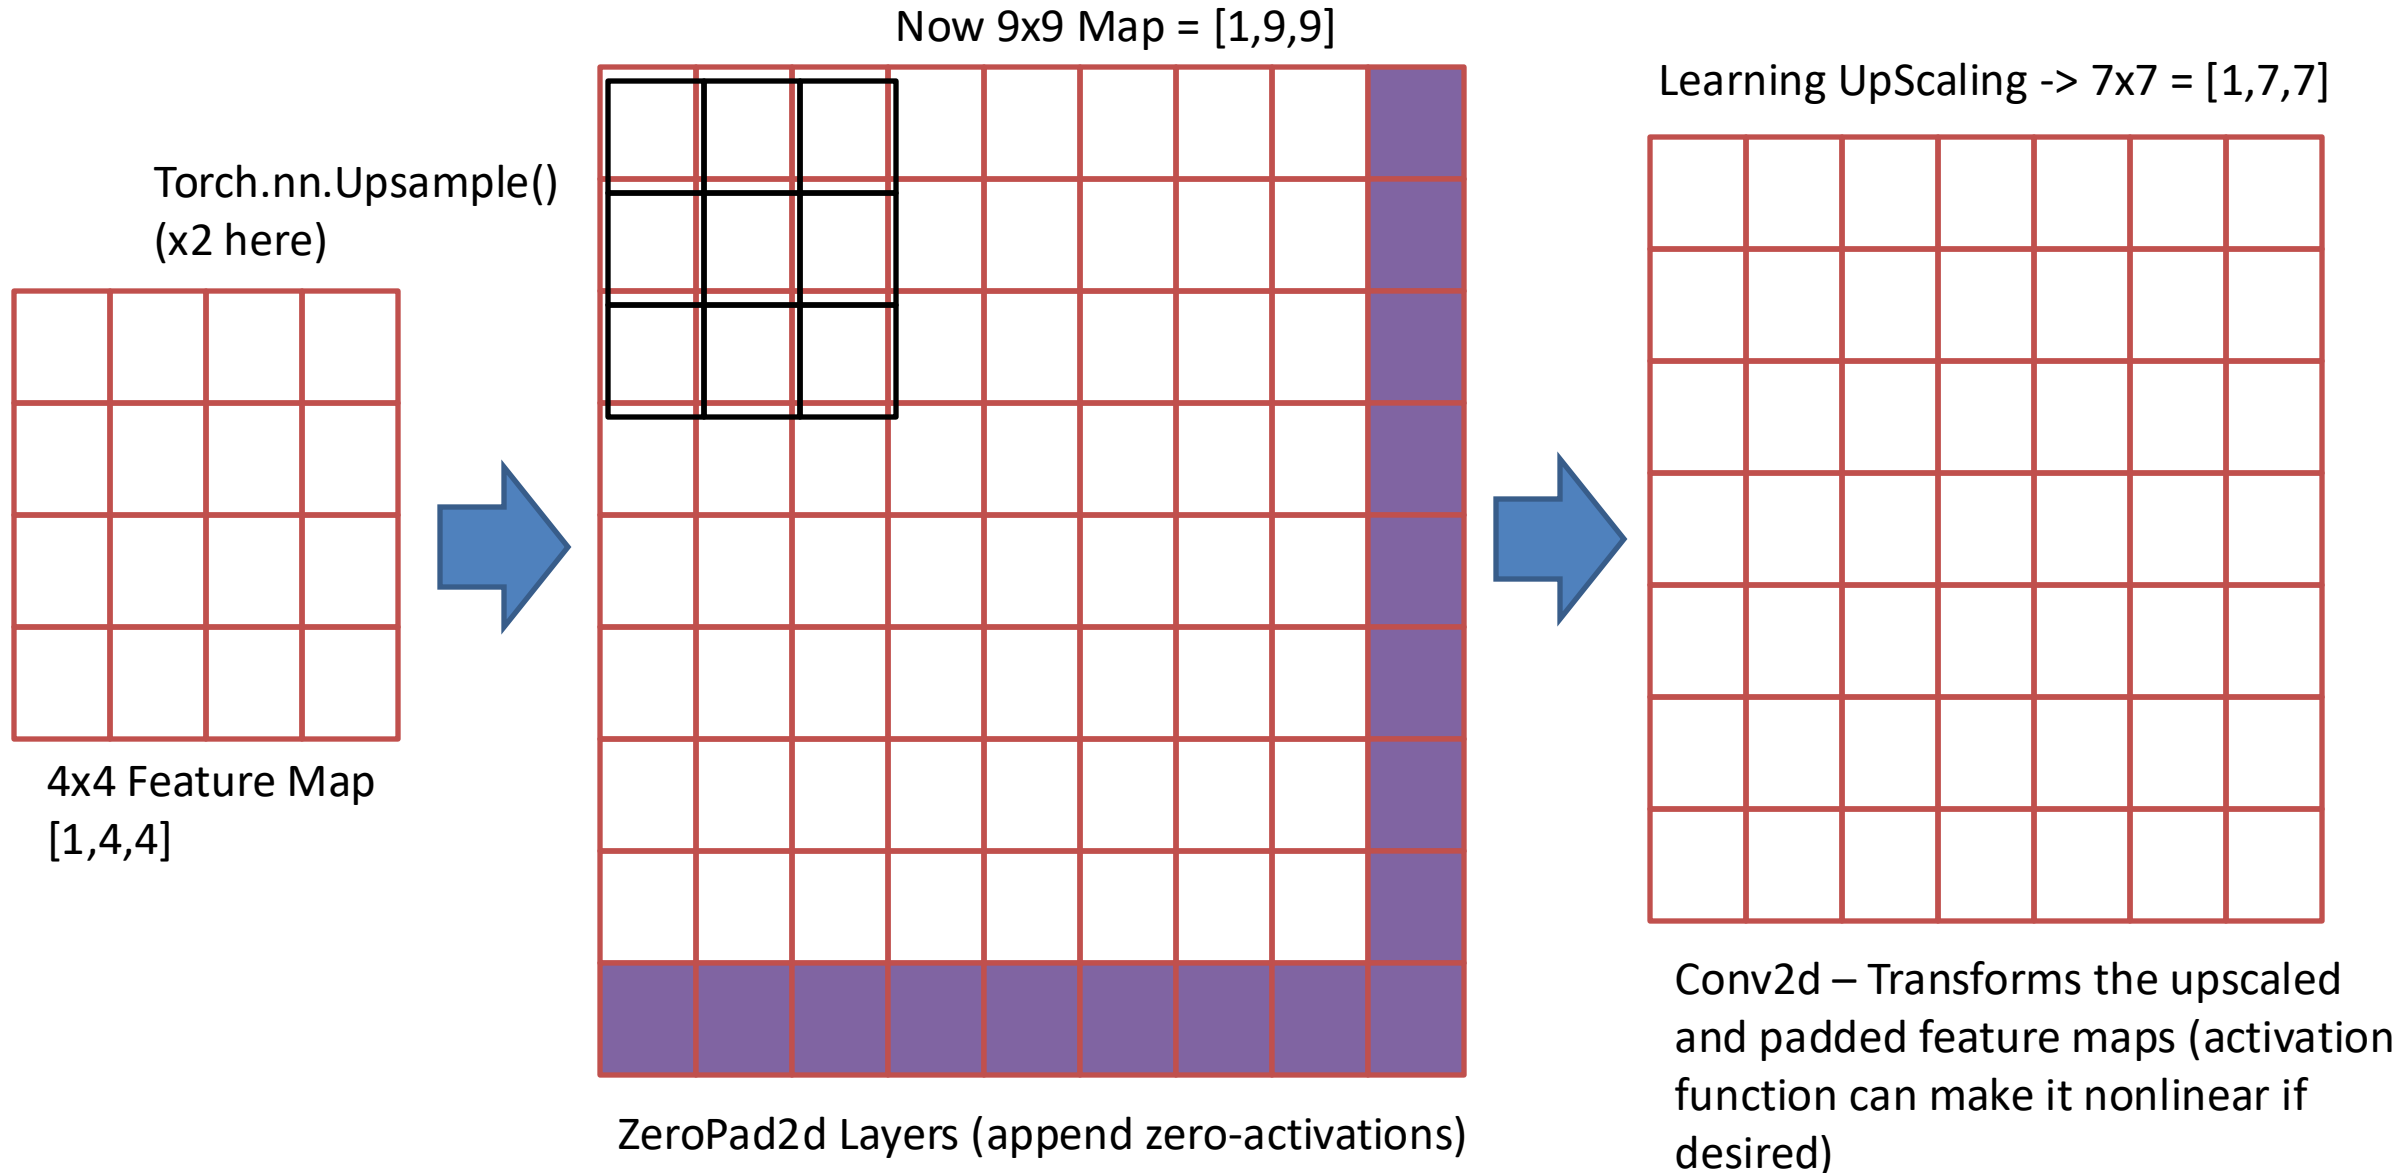 Now 9x9 Map = [1,9,9]
Learning UpScaling -> 7x7 = [1,7,7]
Torch.nn.Upsample()
(x2 here)
4x4 Feature Map
[1,4,4]
ZeroPad2d Layers (append zero-activations)
Conv2d – Transforms the upscaled
and padded feature maps (activation
function can make it nonlinear if
desired)